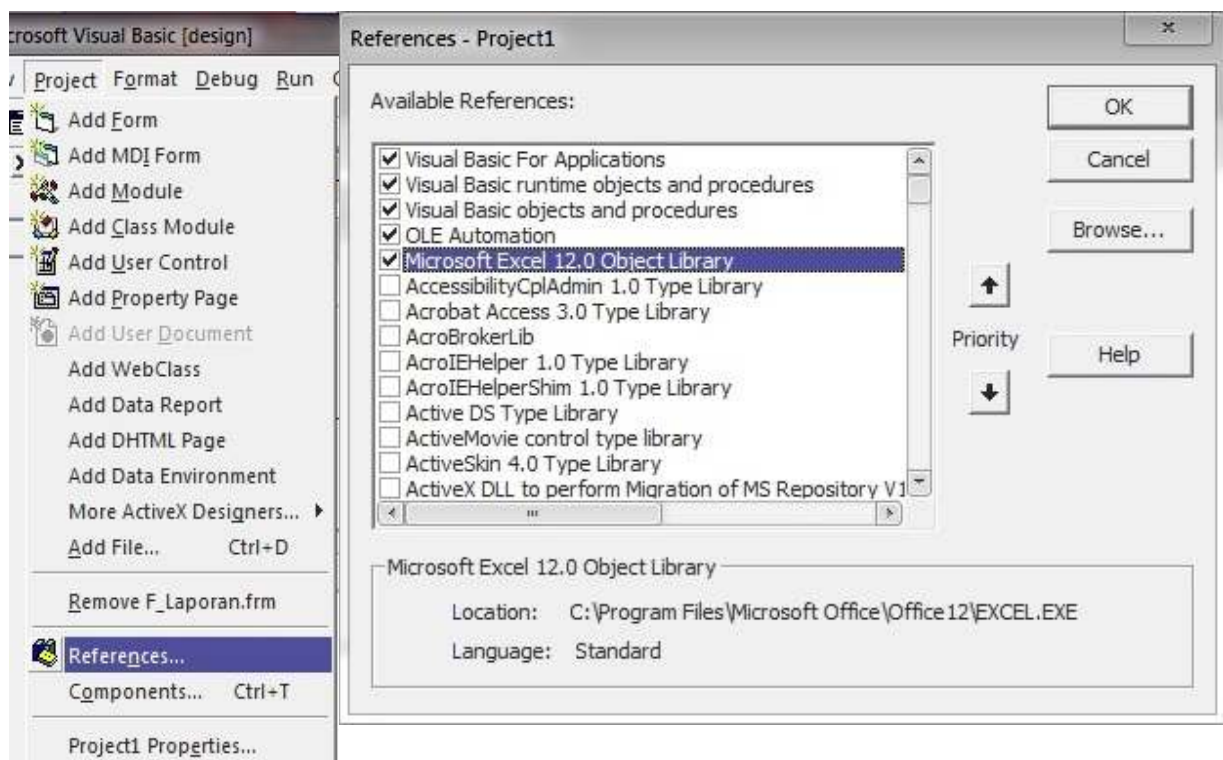 crosoft Visual Basic [design]
Project Format Debug Run
Add Form
Add MDI Form
Add Module
Add Class Module
Add User Control
Add Property Page
Add User Document
Add WebClass
Add Data Report
Add DHTML Page
Add Data Environment
More ActiveX Designers...
Add File... Ctrl+D
Remove F_Laporan.frm
References...
Components... Ctrl+T
Project1 Properties...
References - Project1
Available References:
Visual Basic For Applications
Visual Basic runtime objects and procedures
Visual Basic objects and procedures
OLE Automation
Microsoft Excel 12.0 Object Library
AccessibilityCplAdmin 1.0 Type Library
Acrobat Access 3.0 Type Library
AcroBrokerLib
AcroIEHelper 1.0 Type Library
AcroIEHelperShim 1.0 Type Library
Active DS Type Library
ActiveMovie control type library
ActiveSkin 4.0 Type Library
ActiveX DLL to perform Migration of MS Repository V1
OK
Cancel
Browse...
Priority
Help
Microsoft Excel 12.0 Object Library
Location: C:\Program Files\Microsoft Office\Office12\EXCEL.EXE
Language: Standard